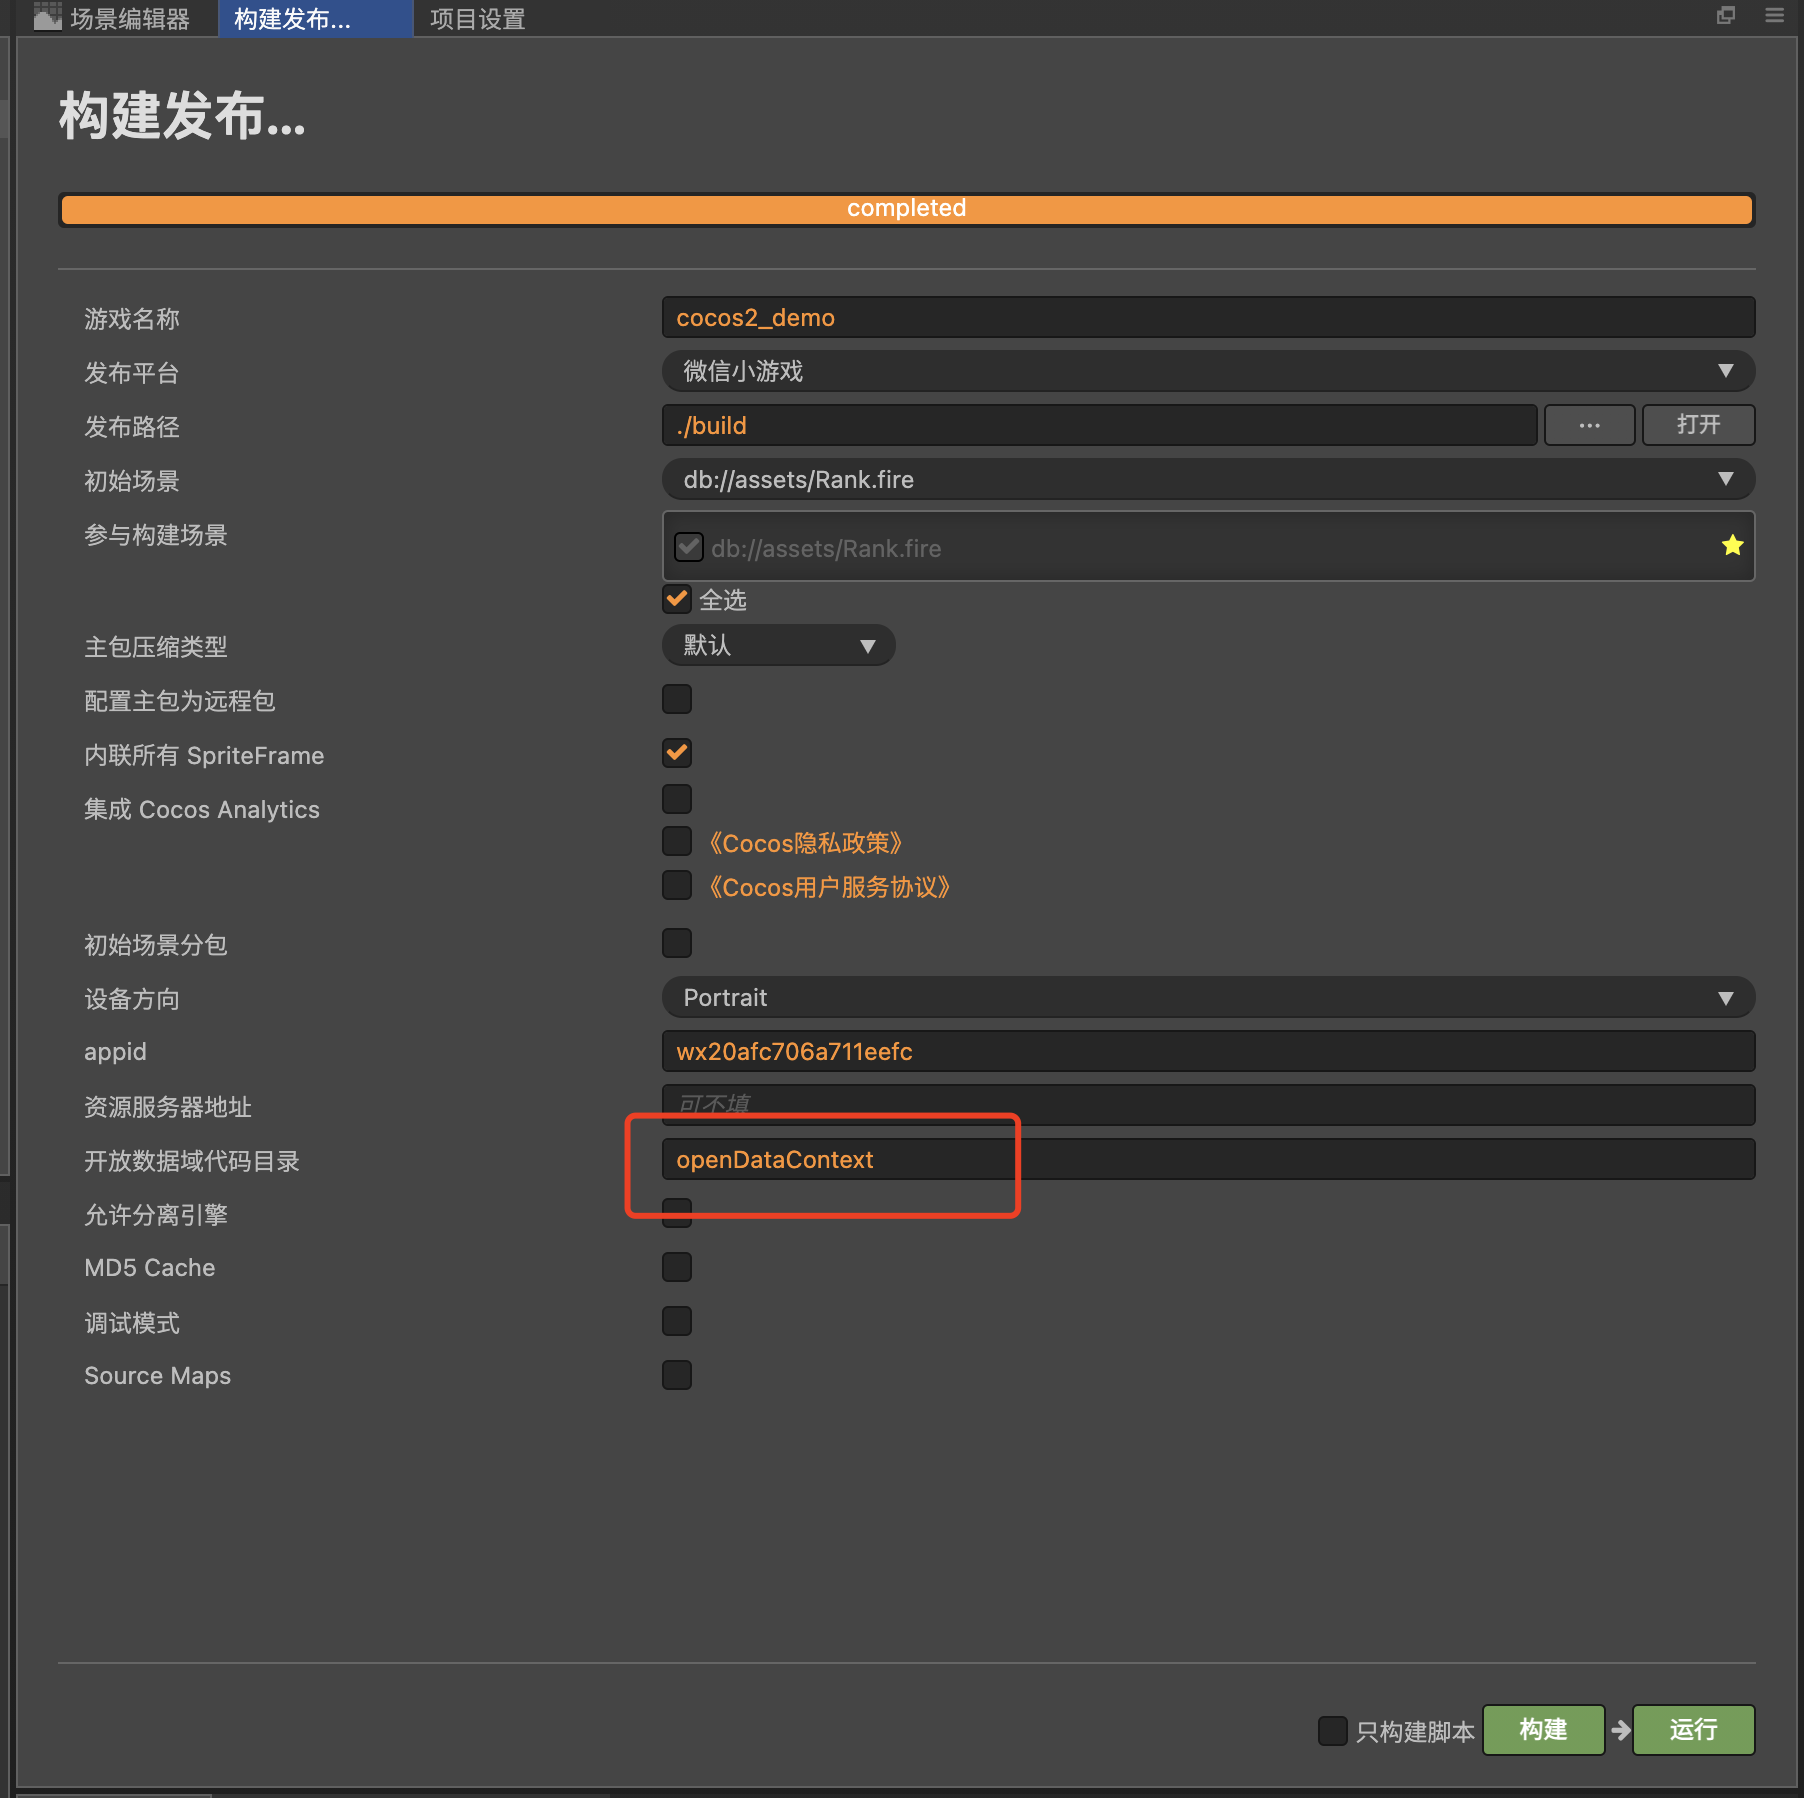 场景编辑器 构建发布... 项目设置
构建发布...
completed
游戏名称 cocos2_demo
发布平台 微信小游戏
发布路径 ./build ... 打开
初始场景 db://assets/Rank.fire
参与构建场景 db://assets/Rank.fire
全选
主包压缩类型 默认
配置主包为远程包
内联所有 SpriteFrame
集成 Cocos Analytics
《Cocos隐私政策》
《Cocos用户服务协议》
初始场景分包
设备方向 Portrait
appid wx20afc706a711eefc
资源服务器地址 可不填
开放数据域代码目录 openDataContext
允许分离引擎
MD5 Cache
调试模式
Source Maps
只构建脚本 构建 运行